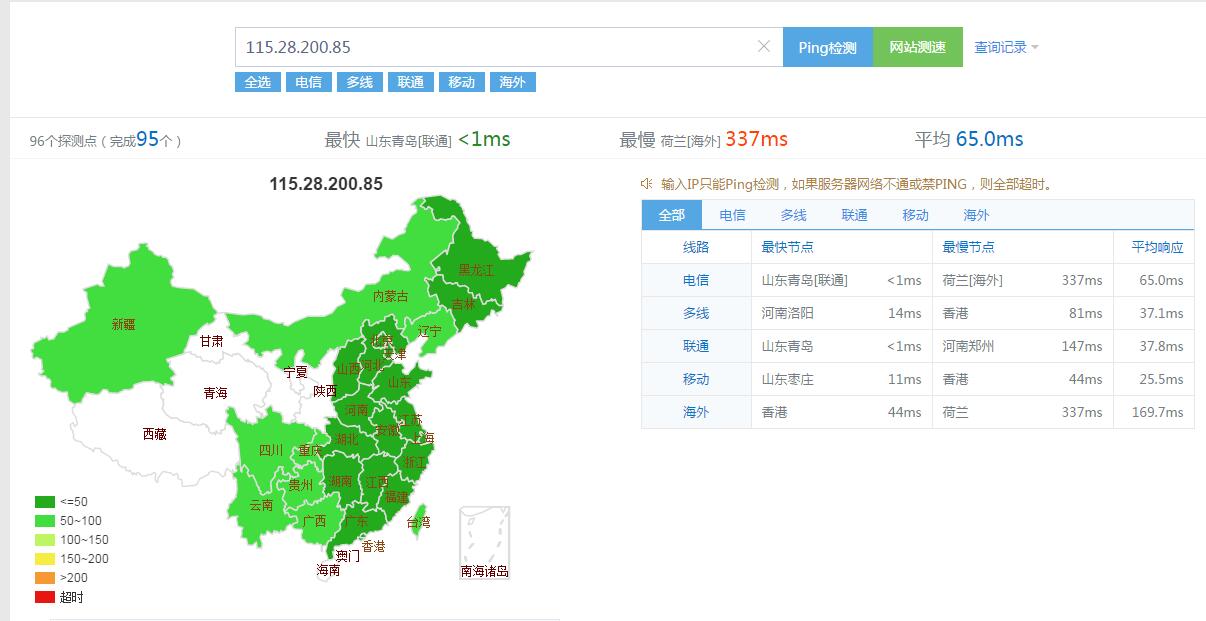 115.28.200.85
Ping检测
网站测速
查询记录
全选 电信 多线 联通 移动 海外
96个探测点 ( 完成95个 )
最快 山东青岛[联通] <1ms
最慢 荷兰[海外] 337ms
平均 65.0ms
115.28.200.85
黑龙江
内蒙古
吉林
新疆
辽宁
甘肃
北京
天津
宁夏
山西
河北
山东
青海
陕西
河南
江苏
西藏
安徽
上海
湖北
四川
重庆
浙江
贵州
湖南
江西
福建
云南
广西
广东
台湾
香港
澳门
海南
南海诸岛
<=50
50~100
100~150
150~200
>200
超时
输入IP只能Ping检测，如果服务器网络不通或禁PING，则全部超时。
全部 电信 多线 联通 移动 海外
线路 最快节点 最慢节点 平均响应
电信 山东青岛[联通] <1ms 荷兰[海外] 337ms 65.0ms
多线 河南洛阳 14ms 香港 81ms 37.1ms
联通 山东青岛 <1ms 河南郑州 147ms 37.8ms
移动 山东枣庄 11ms 香港 44ms 25.5ms
海外 香港 44ms 荷兰 337ms 169.7ms